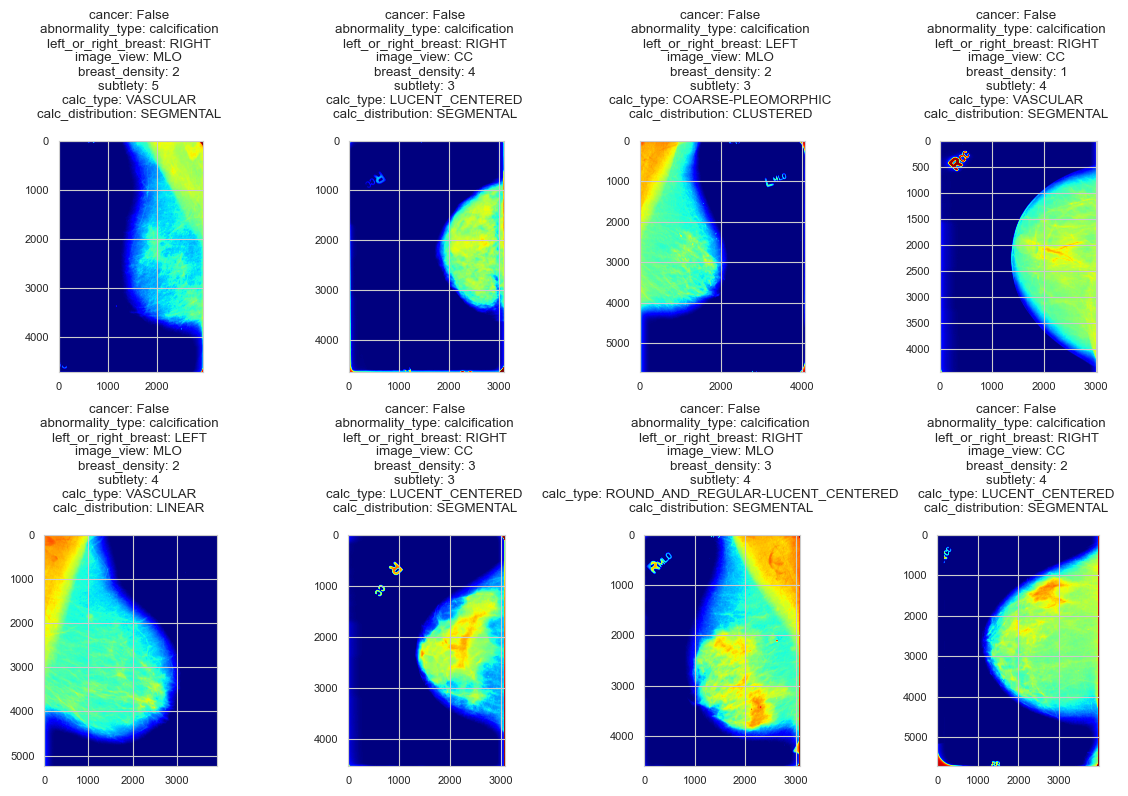 cancer: False
abnormality_type: calcification
left_or_right_breast: RIGHT
image_view: MLO
breast_density: 2
subtlety: 5
calc_type: VASCULAR
calc_distribution: SEGMENTAL
0
1000
2000
3000
4000
0
1000
2000
cancer: False
abnormality_type: calcification
left_or_right_breast: RIGHT
image_view: CC
breast_density: 4
subtlety: 3
calc_type: LUCENT_CENTERED
calc_distribution: SEGMENTAL
0
1000
2000
3000
4000
0
1000
2000
3000
cancer: False
abnormality_type: calcification
left_or_right_breast: LEFT
image_view: MLO
breast_density: 2
subtlety: 3
calc_type: COARSE-PLEOMORPHIC
calc_distribution: CLUSTERED
0
1000
2000
3000
4000
5000
L MLO
0
2000
4000
cancer: False
abnormality_type: calcification
left_or_right_breast: RIGHT
image_view: CC
breast_density: 1
subtlety: 4
calc_type: VASCULAR
calc_distribution: SEGMENTAL
0
500
1000
1500
2000
2500
3000
3500
4000
0
1000
2000
3000
cancer: False
abnormality_type: calcification
left_or_right_breast: LEFT
image_view: MLO
breast_density: 2
subtlety: 4
calc_type: VASCULAR
calc_distribution: LINEAR
0
1000
2000
3000
4000
5000
0
1000
2000
3000
cancer: False
abnormality_type: calcification
left_or_right_breast: RIGHT
image_view: CC
breast_density: 3
subtlety: 3
calc_type: LUCENT_CENTERED
calc_distribution: SEGMENTAL
0
1000
2000
3000
4000
R
CC
0
1000
2000
3000
cancer: False
abnormality_type: calcification
left_or_right_breast: RIGHT
image_view: MLO
breast_density: 3
subtlety: 4
calc_type: ROUND_AND_REGULAR-LUCENT_CENTERED
calc_distribution: SEGMENTAL
0
1000
2000
3000
4000
RMLO
0
1000
2000
3000
cancer: False
abnormality_type: calcification
left_or_right_breast: RIGHT
image_view: CC
breast_density: 2
subtlety: 4
calc_type: LUCENT_CENTERED
calc_distribution: SEGMENTAL
0
1000
2000
3000
4000
5000
0
2000
4000